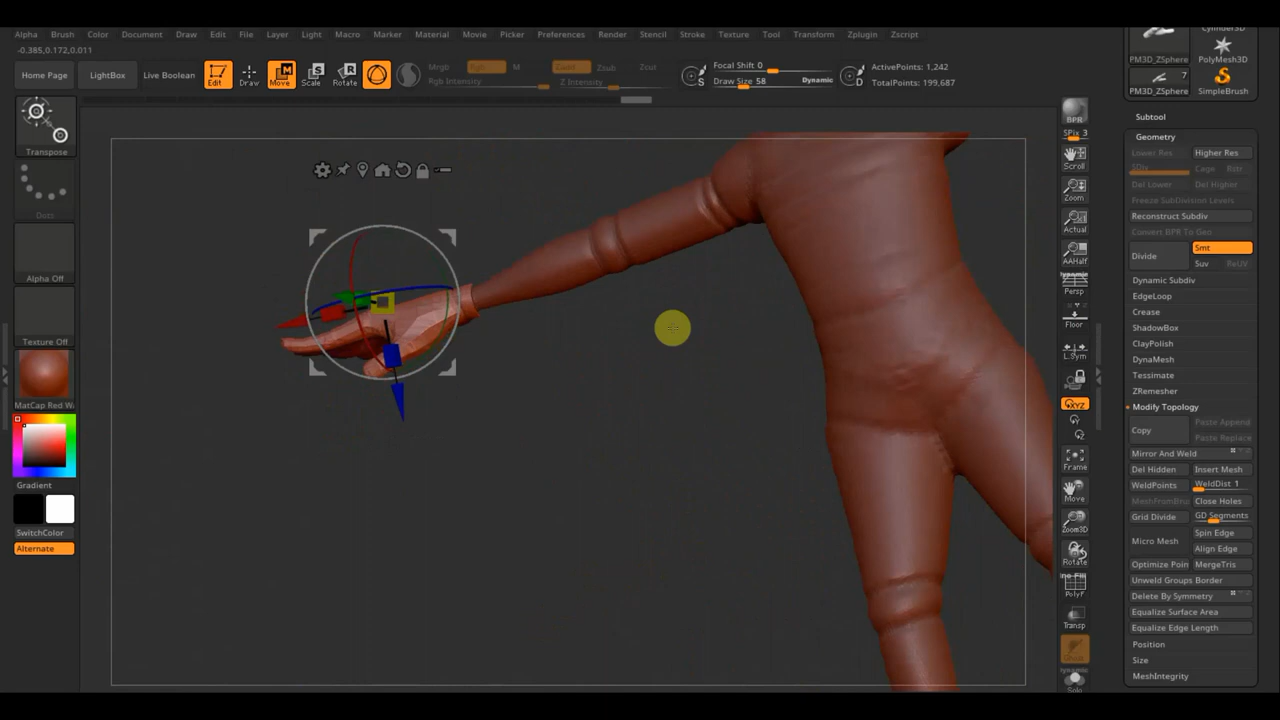 Alpha Brush Color Document Draw Edit File Layer Light Macro Marker Material Movie Picker Preferences Render Stencil Stroke Texture Tool Transform Zplugin Zscript
-0.385,0.172,0.011
Home Page LightBox Live Boolean Edit Draw Move Scale Rotate
Mrgb Rgb M Zsub Zcut
Rgb Intensity Z Intensity
S Focal Shift 0
Draw Size 58 Dynamic
D ActivePoints: 1,242
TotalPoints: 199,687
PM3D_ZSphere PolyMesh3D
7
PM3D_ZSphere SimpleBrush
Transpose
Dots
Alpha Off
Texture Off
MatCap Red Wa
Gradient
SwitchColor
Alternate
BPR
SPix 3
Scroll
Zoom
Actual
AAHalf
Dynamic
Persp
Floor
L.Sym
XYZ
Y
Z
Frame
Move
Zoom3D
Rotate
Line Fill
PolyF
Transp
Ghost
Dynamic
Solo
Subtool
Geometry
Lower Res Higher Res
SDiv Cage Rstr
Del Lower Del Higher
Freeze SubDivision Levels
Reconstruct Subdiv
Convert BPR To Geo
Divide Smt
Suv ReUV
Dynamic Subdiv
EdgeLoop
Crease
ShadowBox
ClayPolish
DynaMesh
Tessimate
ZRemesher
Modify Topology
Copy Paste Append
Paste Replace
Mirror And Weld
Del Hidden Insert Mesh
WeldPoints WeldDist 1
MeshFromBru Close Holes
Grid Divide GD Segments
Micro Mesh Spin Edge
Align Edge
Optimize Poin MergeTris
Unweld Groups Border
Delete By Symmetry
Equalize Surface Area
Equalize Edge Length
Position
Size
MeshIntegrity